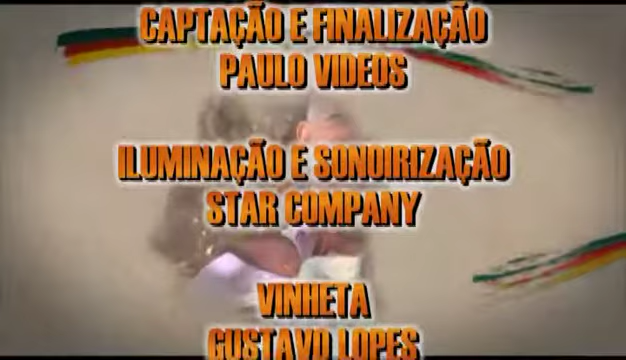 CAPTAÇÃO E FINALIZAÇÃO
PAULO VIDEOS
ILUMINAÇÃO E SONOIRIZAÇÃO
STAR COMPANY
VINHETA
GUSTAVO LOPES